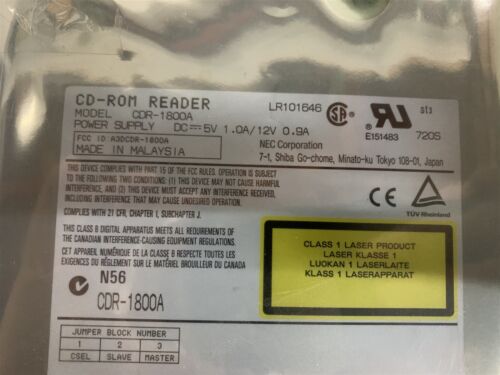 CD-ROM READER
MODEL CDR-1800A
POWER SUPPLY DC⎓5V 1.0A/12V 0.9A
FCC ID A3DCDR-1800A
MADE IN MALAYSIA
LR101646
SA
E151483
720S
NEC Corporation
7-1, Shiba Go-chome, Minato-ku Tokyo 108-01, Japan
THIS DEVICE COMPLIES WITH PART 15 OF THE FCC RULES. OPERATION IS
SUBJECT TO THE FOLLOWING TWO CONDITIONS:
(1)THIS DEVICE MAY NOT CAUSE HARMFUL
INTERFERENCE, AND (2)THIS DEVICE MUST ACCEPT ANY INTERFERENCE
THAT MAY CAUSE UNDESIRED OPERATION.
COMPLIES WITH 21 CFR, CHAPTER I, SUBCHAPTER J.
THIS CLASS B DIGITAL APPARATUS MEETS ALL REQUIREMENTS OF
THE CANADIAN INTERFERENCE-CAUSING EQUIPMENT REGULATIONS.
CET APPAREIL NUMÉRIQUE DE LA CLASSE B RESPECTE TOUTES LES
EXIGENCES DU RÈGLEMENT SUR LE MATÉRIEL BROUILLEUR DU CANADA
CE
TÜV Rheinland
CLASS 1 LASER PRODUCT
LASER KLASSE 1
LUOKAN 1 LASERLAITE
KLASS 1 LASERAPPARAT
N56
CDR-1800A
JUMPER BLOCK NUMBER
1 2 3
CSEL SLAVE MASTER